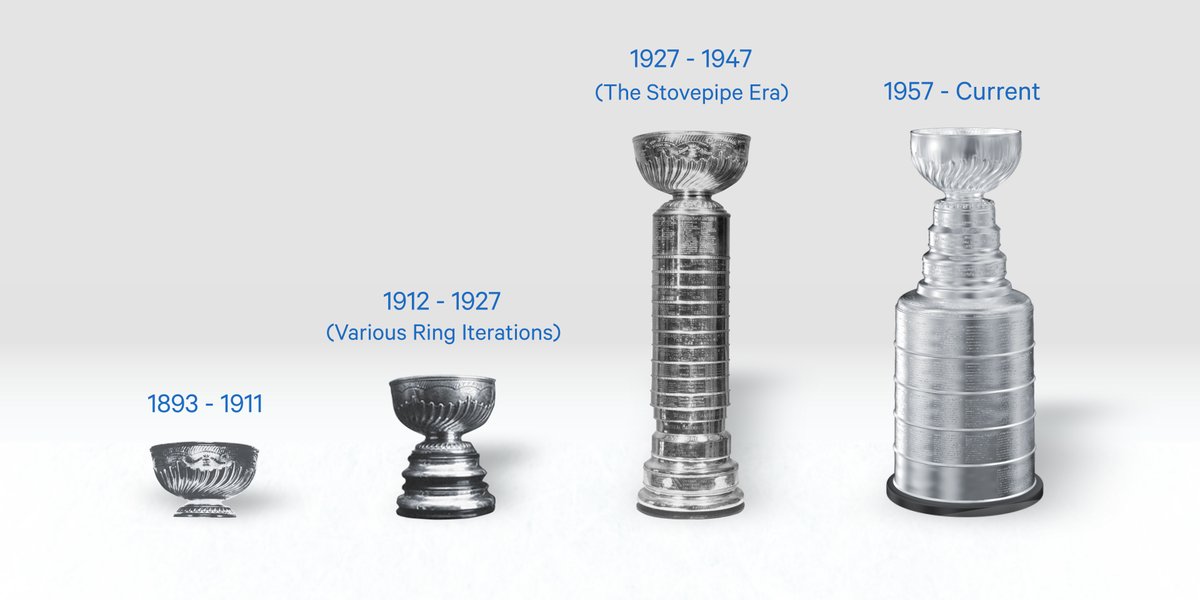 1893 - 1911
1912 - 1927
(Various Ring Iterations)
1927 - 1947
(The Stovepipe Era)
1957 - Current